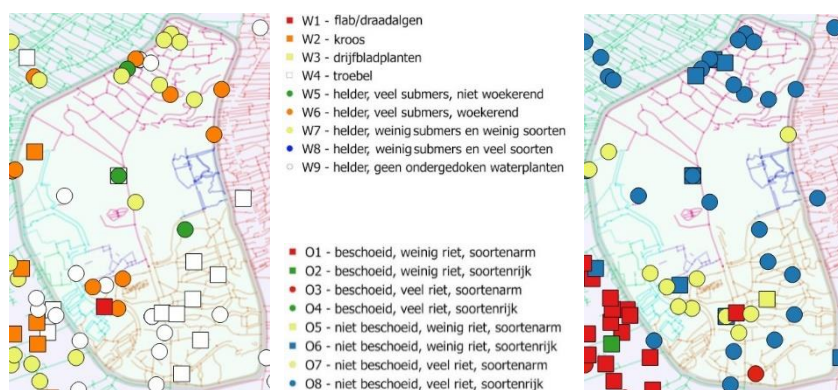 W1 - flab/draadalgen
W2 - kroos
W3 - drijfbladplanten
W4 - troebel
W5 - helder, veel submers, niet woekerend
W6 - helder, veel submers, woekerend
W7 - helder, weinig submers en weinig soorten
W8 - helder, weinig submers en veel soorten
W9 - helder, geen ondergedoken waterplanten
O1 - beschoeid, weinig riet, soortenarm
O2 - beschoeid, weinig riet, soortenrijk
O3 - beschoeid, veel riet, soortenarm
O4 - beschoeid, veel riet, soortenrijk
O5 - niet beschoeid, weinig riet, soortenarm
O6 - niet beschoeid, weinig riet, soortenrijk
O7 - niet beschoeid, veel riet, soortenarm
O8 - niet beschoeid, veel riet, soortenrijk